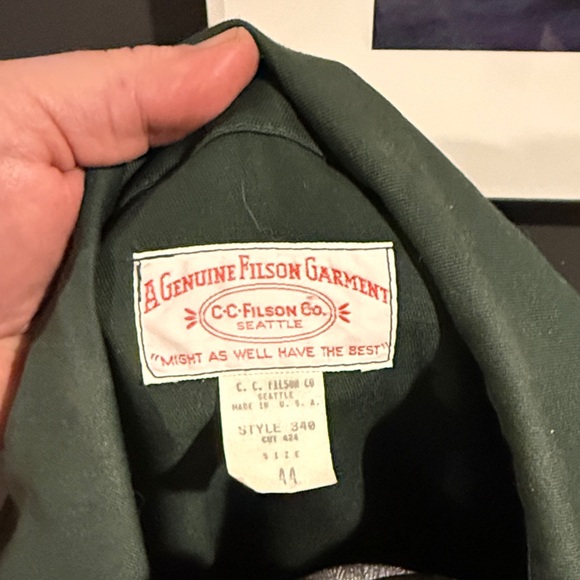 A GENUINE FILSON GARMENT
C·C·FILSON CO.
SEATTLE
"MIGHT AS WELL HAVE THE BEST"
C. C. FILSON CO
SEATTLE
MADE IN U. S. A.
STYLE 340
CUT 424
SIZE
44